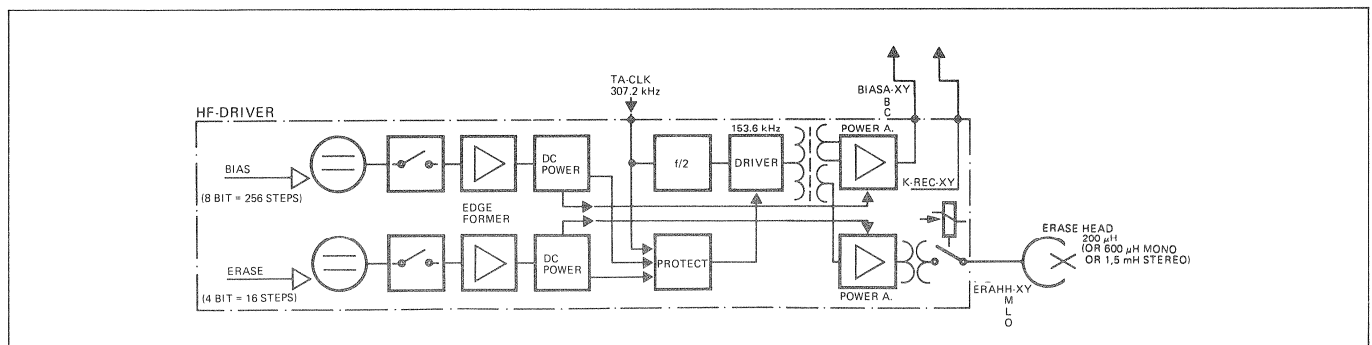 TA-CLK
307.2 kHz
BIASA-XY
B
C
HF-DRIVER
153.6 kHz
POWER A.
BIAS
(8 BIT = 256 STEPS)
DC
POWER
f/2
DRIVER
K-REC-XY
EDGE
FORMER
ERASE
(4 BIT = 16 STEPS)
DC
POWER
PROTECT
POWER A.
ERASE HEAD
200 µH
(OR 600 µH MONO
OR 1,5 mH STEREO)
ERAHH-XY
M
L
O